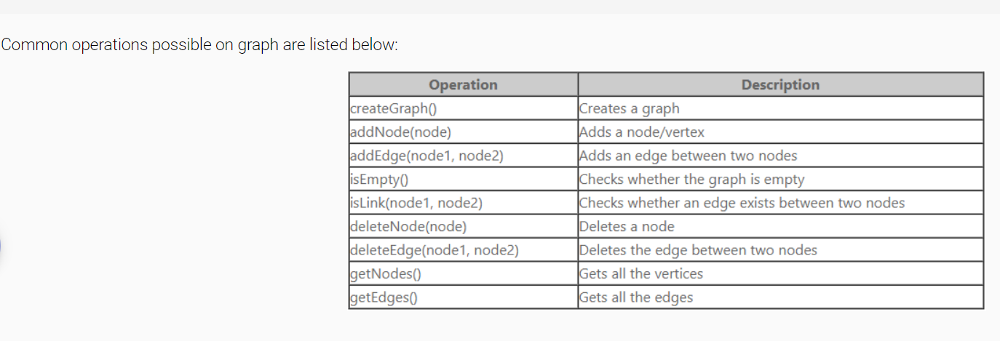 Common operations possible on graph are listed below:
Operation Description
createGraph() Creates a graph
addNode(node) Adds a node/vertex
addEdge(node1, node2) Adds an edge between two nodes
isEmpty() Checks whether the graph is empty
isLink(node1, node2) Checks whether an edge exists between two nodes
deleteNode(node) Deletes a node
deleteEdge(node1, node2) Deletes the edge between two nodes
getNodes() Gets all the vertices
getEdges() Gets all the edges